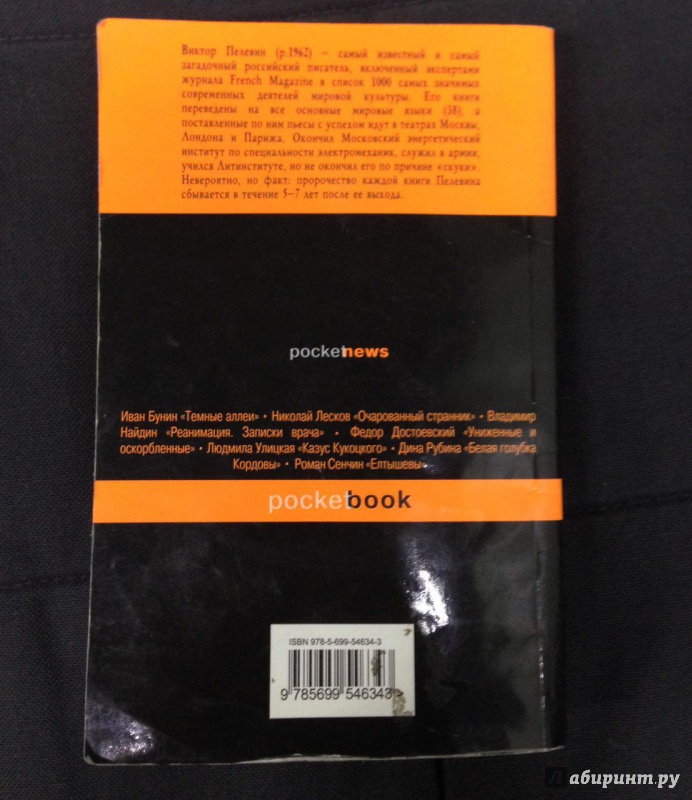 Виктор Пелевин (р.1962) — самый известный и самый
загадочный российский писатель, включенный экспертами
журнала French Magazine в список 1000 самых значимых
современных деятелей мировой культуры. Его книги
переведены на все основные мировые языки (38), а
поставленные по ним пьесы с успехом идут в театрах Москвы,
Лондона и Парижа. Окончил Московский энергетический
институт по специальности электромеханик, служил в армии,
учился Литинституте, но не окончил его по причине «скуки».
Невероятно, но факт: пророчество каждой книги Пелевина
сбывается в течение 5–7 лет после ее выхода.
pocketnews
Иван Бунин «Темные аллеи» • Николай Лесков «Очарованный странник» • Владимир
Найдин «Реанимация. Записки врача» • Федор Достоевский «Униженные и
оскорбленные» • Людмила Улицкая «Казус Кукоцкого» • Дина Рубина «Белая голубка
Кордовы» • Роман Сенчин «Елтышевы»
pocketbook
ISBN 978-5-699-54634-3
9 785699 546343 >
Лабиринт.ру